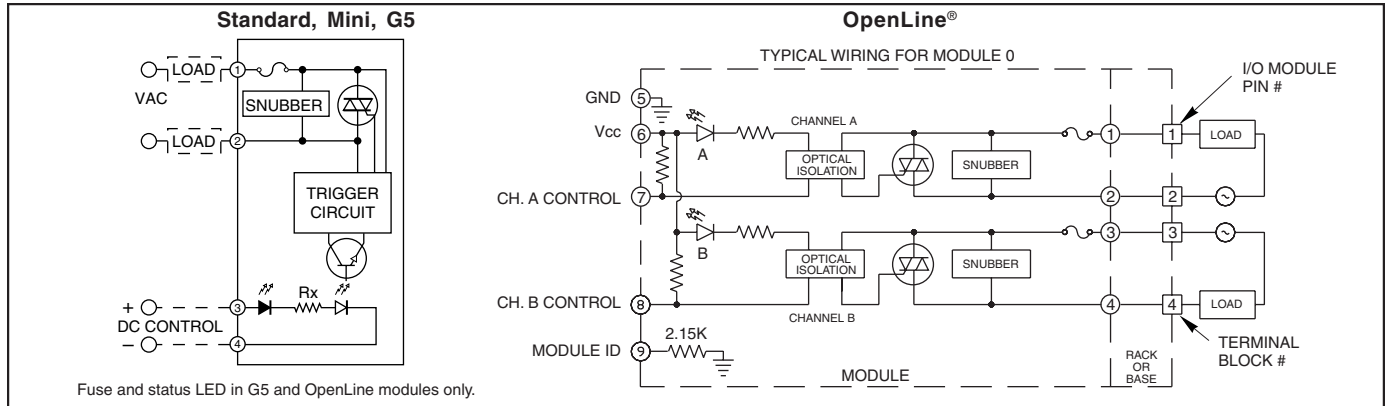 Standard, Mini, G5
LOAD
1
VAC
SNUBBER
LOAD
2
TRIGGER
CIRCUIT
Rx
+
3
DC CONTROL
–
4
Fuse and status LED in G5 and OpenLine modules only.
OpenLine®
TYPICAL WIRING FOR MODULE 0
I/O MODULE
PIN #
GND
5
Vcc
6
A
CHANNEL A
OPTICAL
ISOLATION
SNUBBER
1
1
LOAD
CH. A CONTROL
7
2
2
~
B
OPTICAL
ISOLATION
SNUBBER
3
3
~
CH. B CONTROL
8
CHANNEL B
4
4
LOAD
MODULE ID
9
2.15K
MODULE
RACK
OR
BASE
TERMINAL
BLOCK #